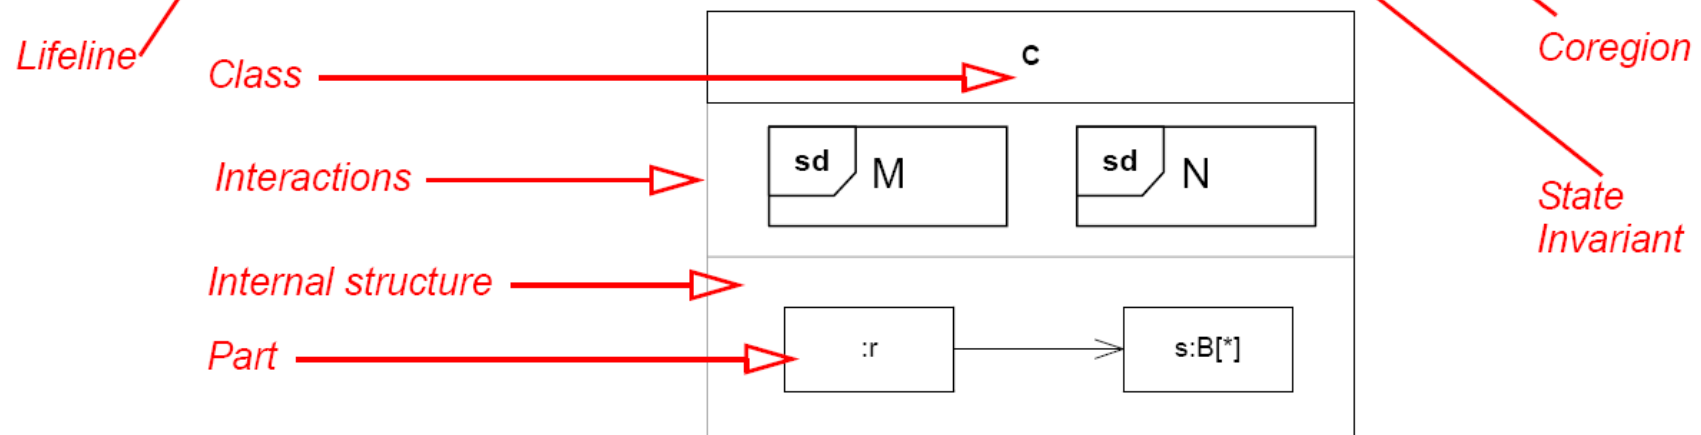 Lifeline
Class
C
Coregion
Interactions
sd M
sd N
State
Invariant
Internal structure
Part
:r
s:B[*]